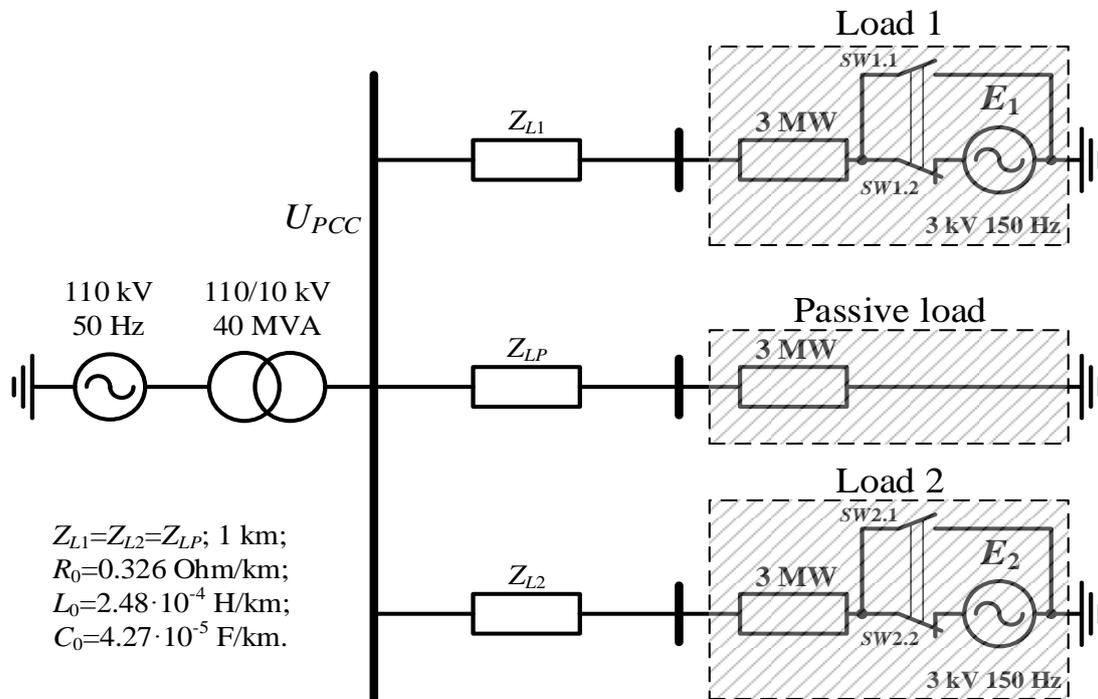 Load 1
SW1.1
E1
3 MW
ZL1
SW1.2
3 kV 150 Hz
UPCC
110 kV
50 Hz
110/10 kV
40 MVA
Passive load
3 MW
ZLP
Load 2
SW2.1
E2
3 MW
ZL2
SW2.2
3 kV 150 Hz
ZL1=ZL2=ZLP; 1 km;
R0=0.326 Ohm/km;
L0=2.48·10-4 H/km;
C0=4.27·10-5 F/km.